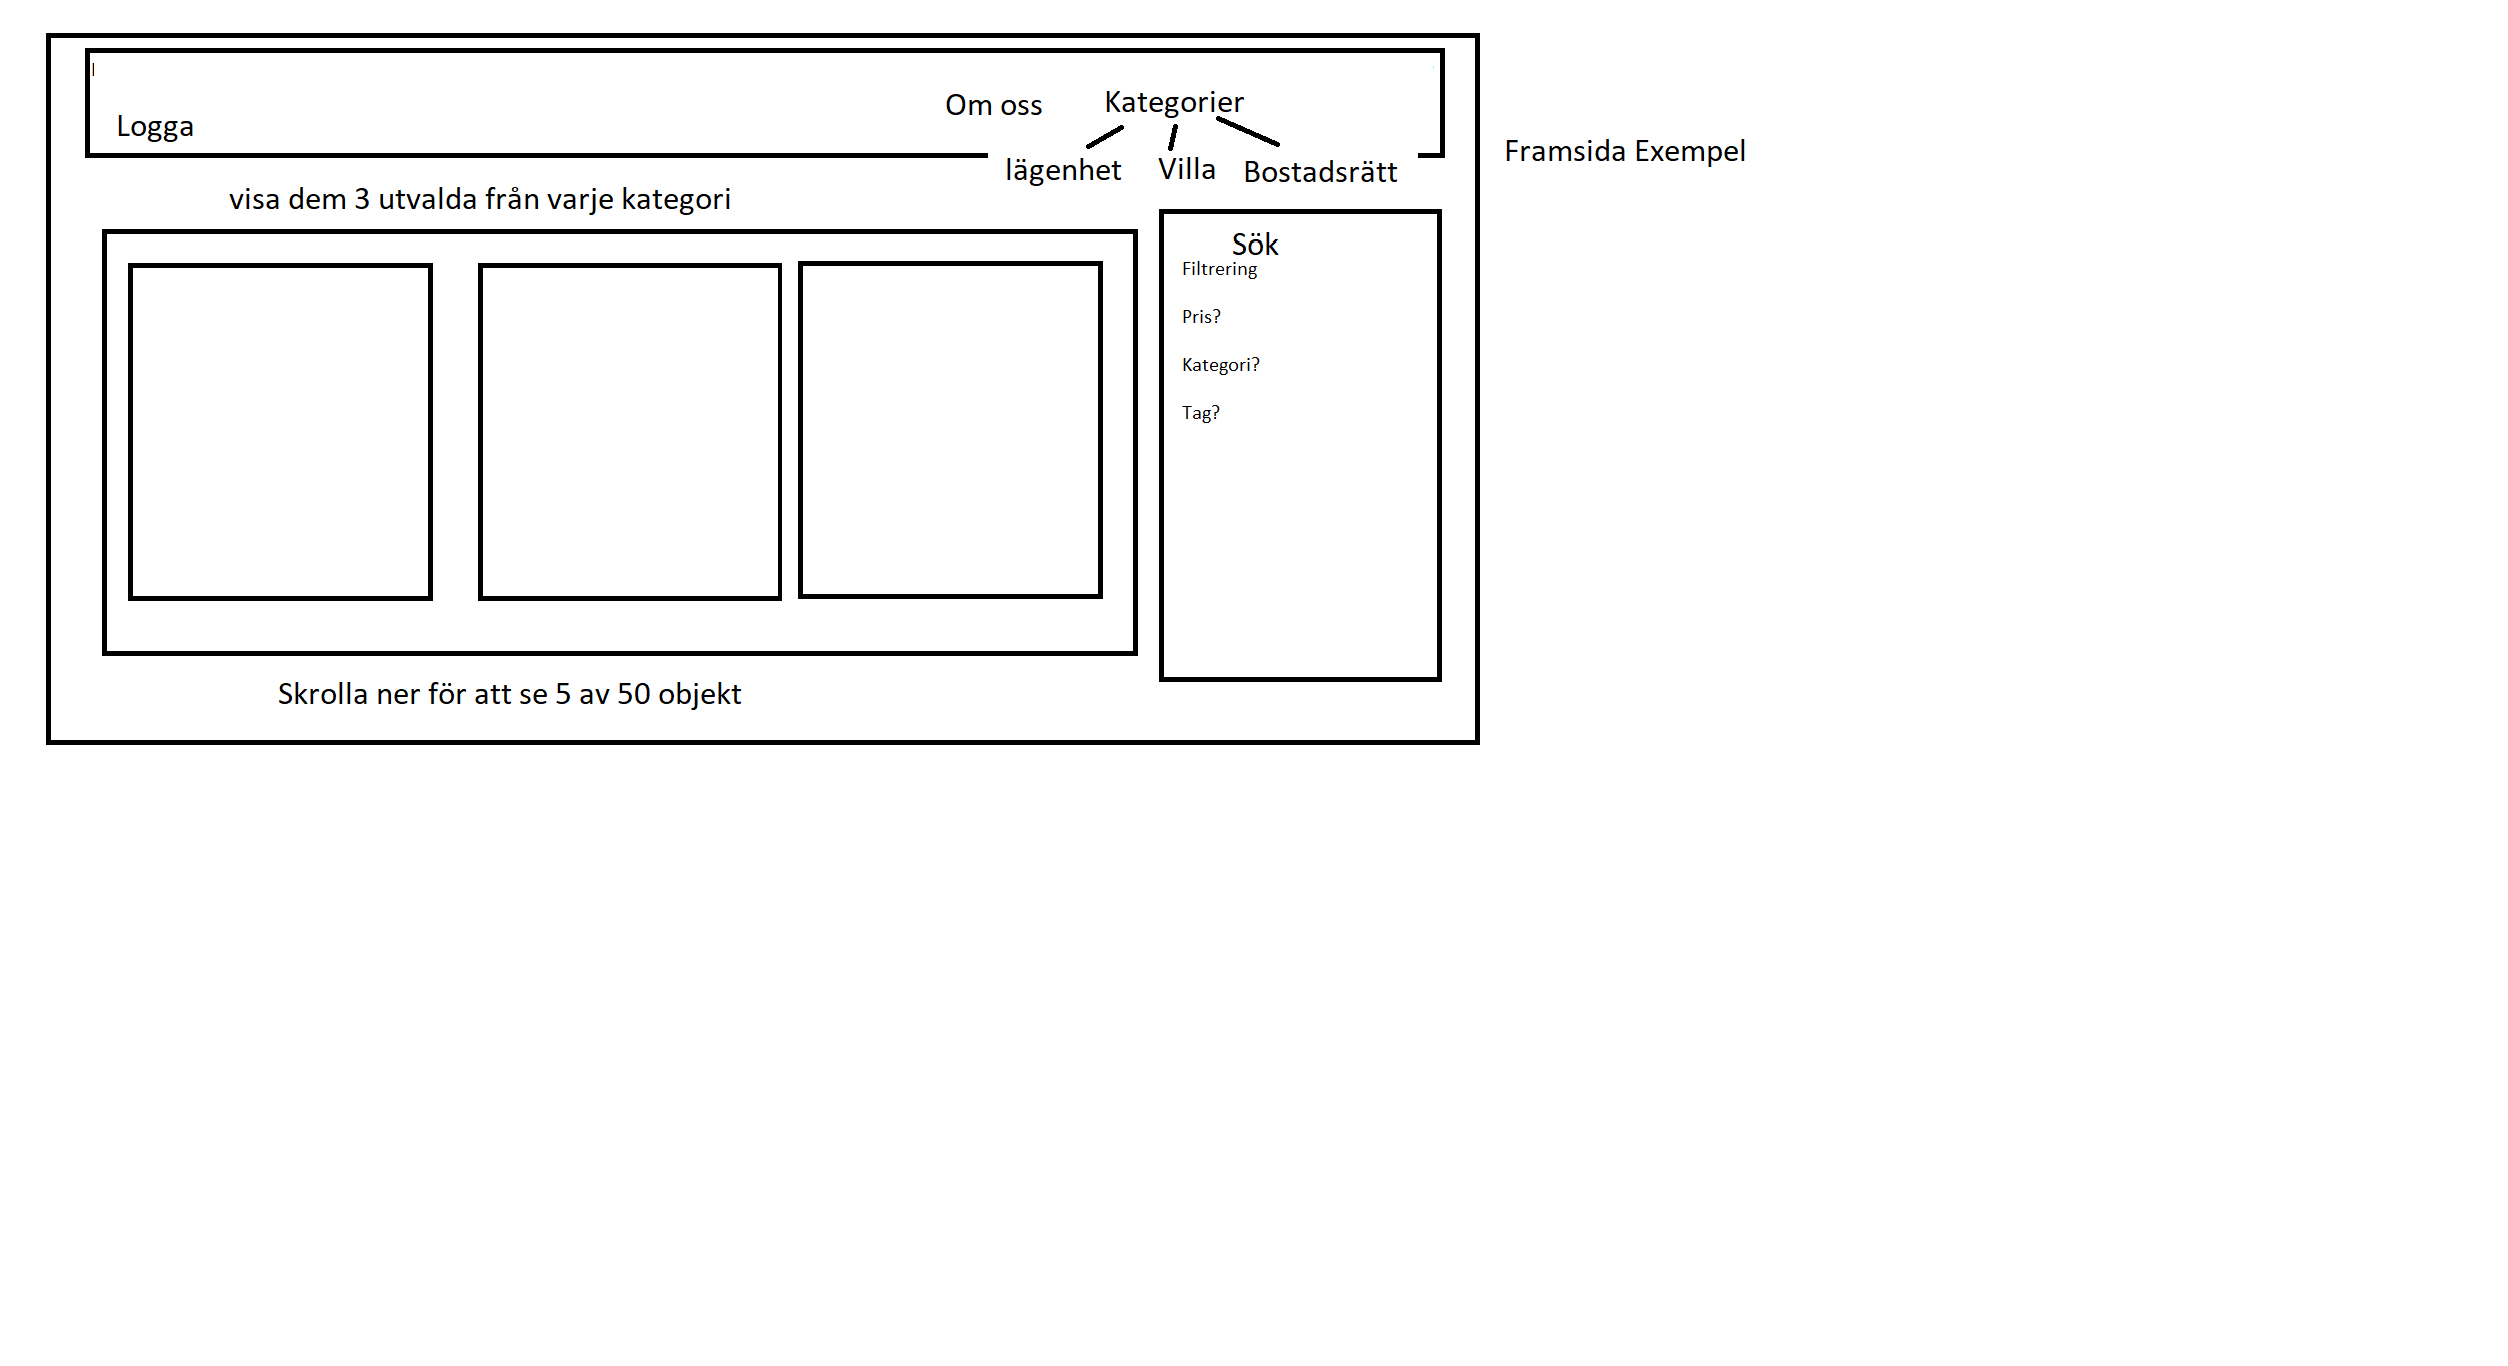 Om oss
Kategorier
Logga
lägenhet
Villa
Bostadsrätt
Framsida Exempel
visa dem 3 utvalda från varje kategori
Sök
Filtrering
Pris?
Kategori?
Tag?
Skrolla ner för att se 5 av 50 objekt